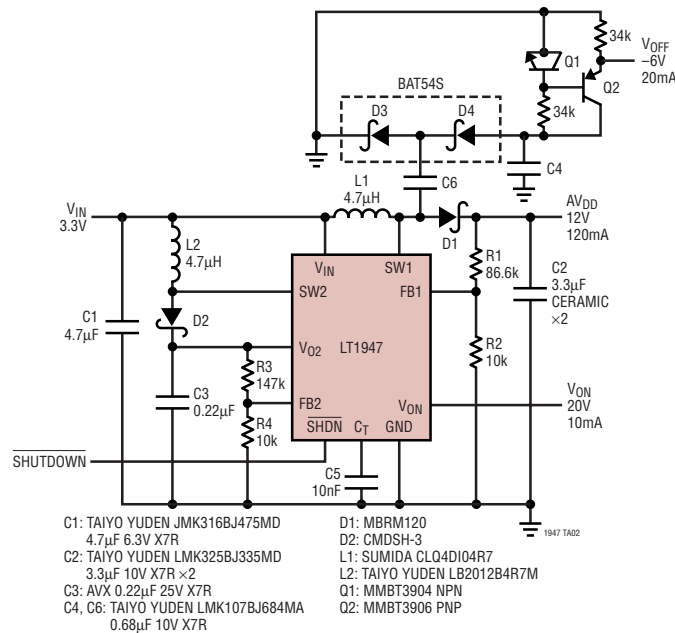 34k
VOFF
–6V
20mA
Q1
Q2
BAT54S
34k
D3
D4
C4
L1
4.7µH
C6
VIN
3.3V
AVDD
12V
120mA
D1
L2
4.7µH
VIN
SW1
R1
86.6k
C2
3.3µF
CERAMIC
×2
SW2
FB1
C1
4.7µF
D2
VO2
LT1947
R2
10k
R3
147k
C3
0.22µF
FB2
VON
VON
20V
10mA
R4
10k
SHDN
CT
GND
SHUTDOWN
C5
10nF
1947 TA02
C1: TAIYO YUDEN JMK316BJ475MD
4.7µF 6.3V X7R
C2: TAIYO YUDEN LMK325BJ335MD
3.3µF 10V X7R ×2
C3: AVX 0.22µF 25V X7R
C4, C6: TAIYO YUDEN LMK107BJ684MA
0.68µF 10V X7R
D1: MBRM120
D2: CMDSH-3
L1: SUMIDA CLQ4DI04R7
L2: TAIYO YUDEN LB2012B4R7M
Q1: MMBT3904 NPN
Q2: MMBT3906 PNP